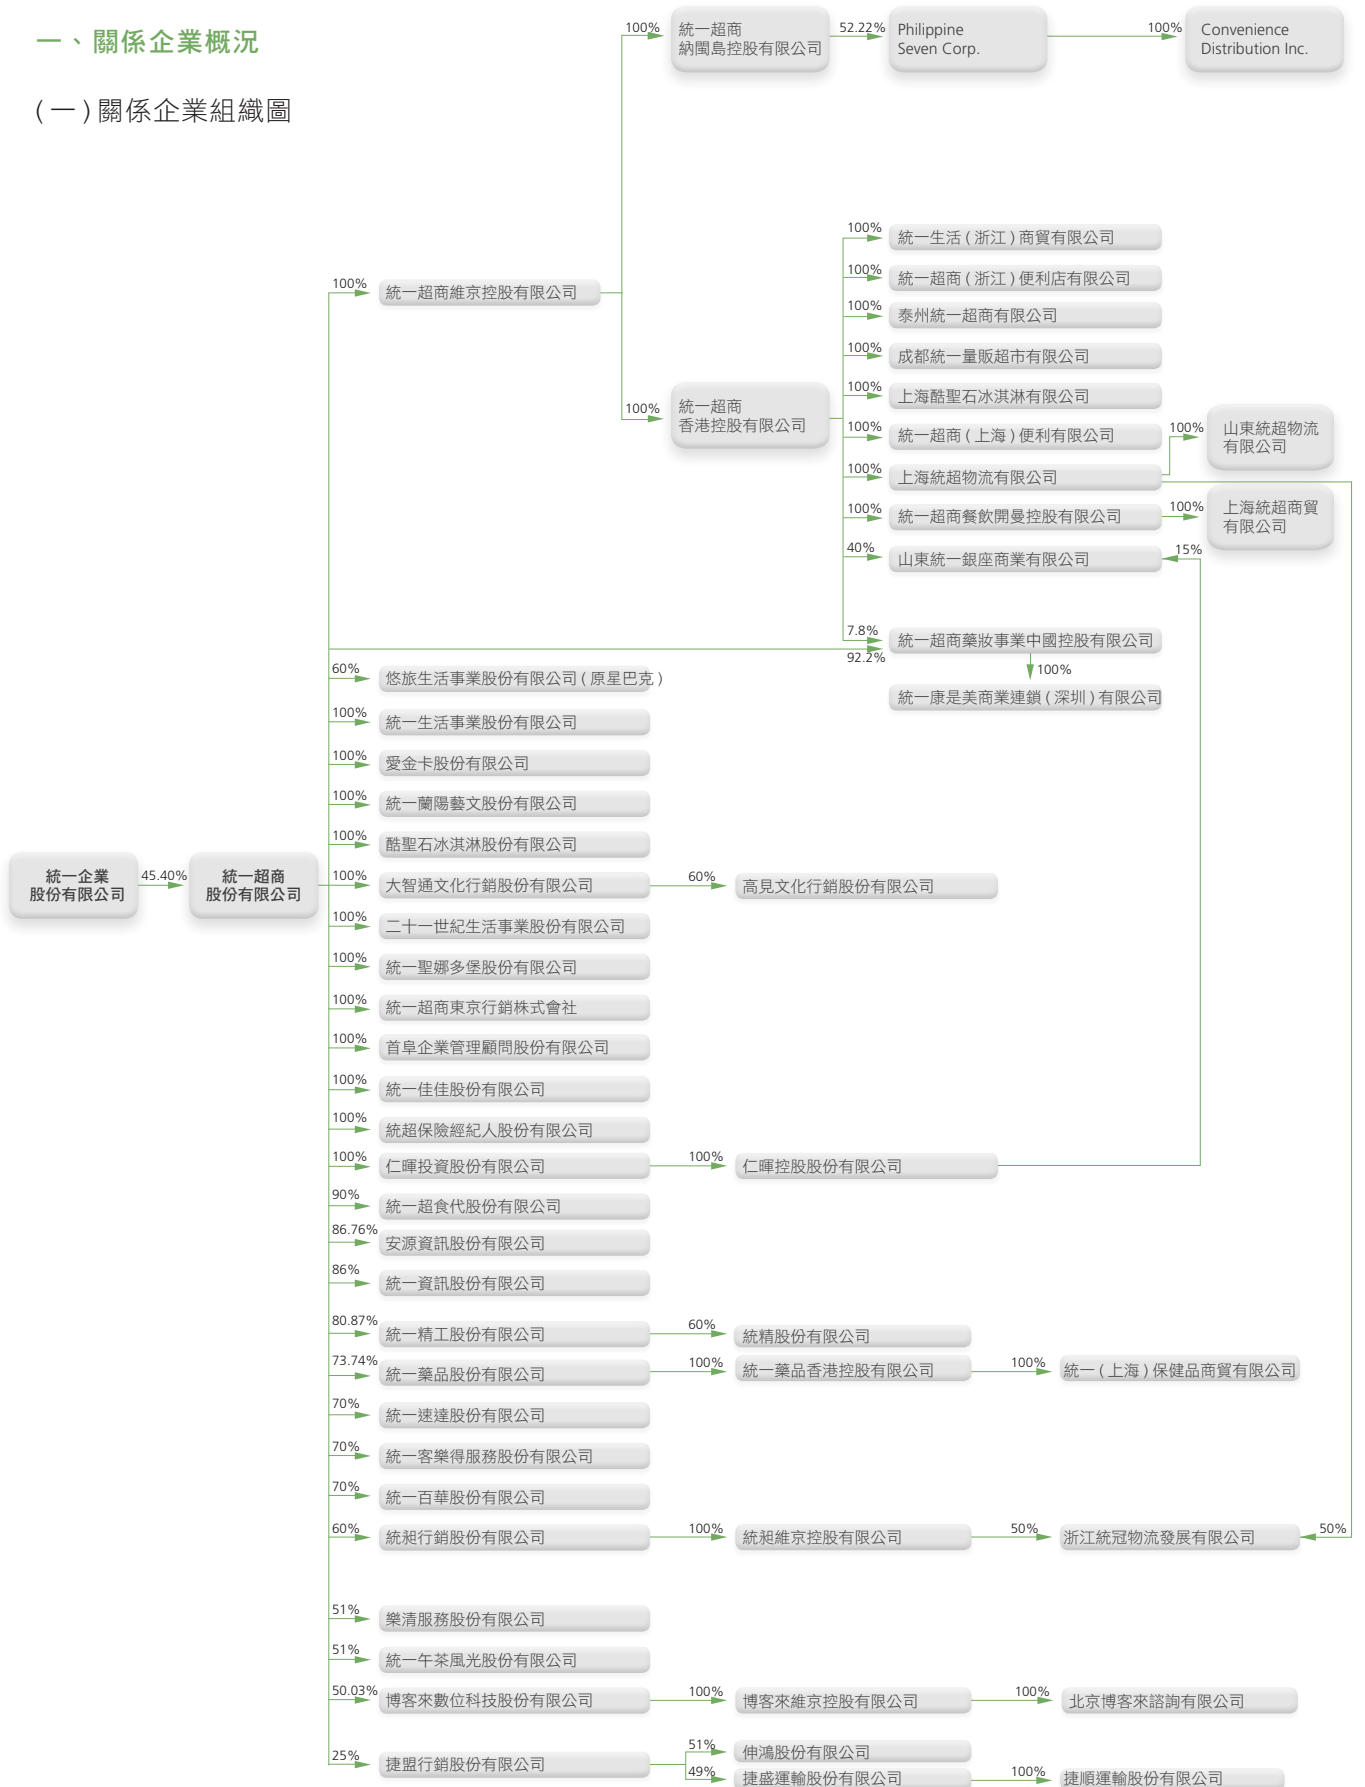 一、關係企業概況
(一)關係企業組織圖
100%
統一超商
納閩島控股有限公司
52.22%
Philippine
Seven Corp.
100%
Convenience
Distribution Inc.
100%
統一超商維京控股有限公司
100%
統一超商
香港控股有限公司
100%
統一生活(浙江)商貿有限公司
100%
統一超商(浙江)便利店有限公司
100%
泰州統一超商有限公司
100%
成都統一量販超市有限公司
100%
上海酷聖石冰淇淋有限公司
100%
統一超商(上海)便利有限公司
100%
上海統超物流有限公司
100%
山東統超物流
有限公司
100%
統一超商餐飲開曼控股有限公司
100%
上海統超商貿
有限公司
40%
山東統一銀座商業有限公司
15%
7.8%
92.2%
統一超商藥妝事業中國控股有限公司
100%
統一康是美商業連鎖(深圳)有限公司
統一企業
股份有限公司
45.40%
統一超商
股份有限公司
60%
悠旅生活事業股份有限公司(原星巴克)
100%
統一生活事業股份有限公司
100%
愛金卡股份有限公司
100%
統一蘭陽藝文股份有限公司
100%
酷聖石冰淇淋股份有限公司
100%
大智通文化行銷股份有限公司
60%
高見文化行銷股份有限公司
100%
二十一世紀生活事業股份有限公司
100%
統一聖娜多堡股份有限公司
100%
統一超商東京行銷株式會社
100%
首阜企業管理顧問股份有限公司
100%
統一佳佳股份有限公司
100%
統超保險經紀人股份有限公司
100%
仁暉投資股份有限公司
100%
仁暉控股股份有限公司
90%
統一超食代股份有限公司
86.76%
安源資訊股份有限公司
86%
統一資訊股份有限公司
80.87%
統一精工股份有限公司
60%
統精股份有限公司
73.74%
統一藥品股份有限公司
100%
統一藥品香港控股有限公司
100%
統一(上海)保健品商貿有限公司
70%
統一速達股份有限公司
70%
統一客樂得服務股份有限公司
70%
統一百華股份有限公司
60%
統昶行銷股份有限公司
100%
統昶維京控股有限公司
50%
浙江統冠物流發展有限公司
50%
51%
樂清服務股份有限公司
51%
統一午茶風光股份有限公司
50.03%
博客來數位科技股份有限公司
100%
博客來維京控股有限公司
100%
北京博客來諮詢有限公司
25%
捷盟行銷股份有限公司
51%
伸鴻股份有限公司
49%
捷盛運輸股份有限公司
100%
捷順運輸股份有限公司